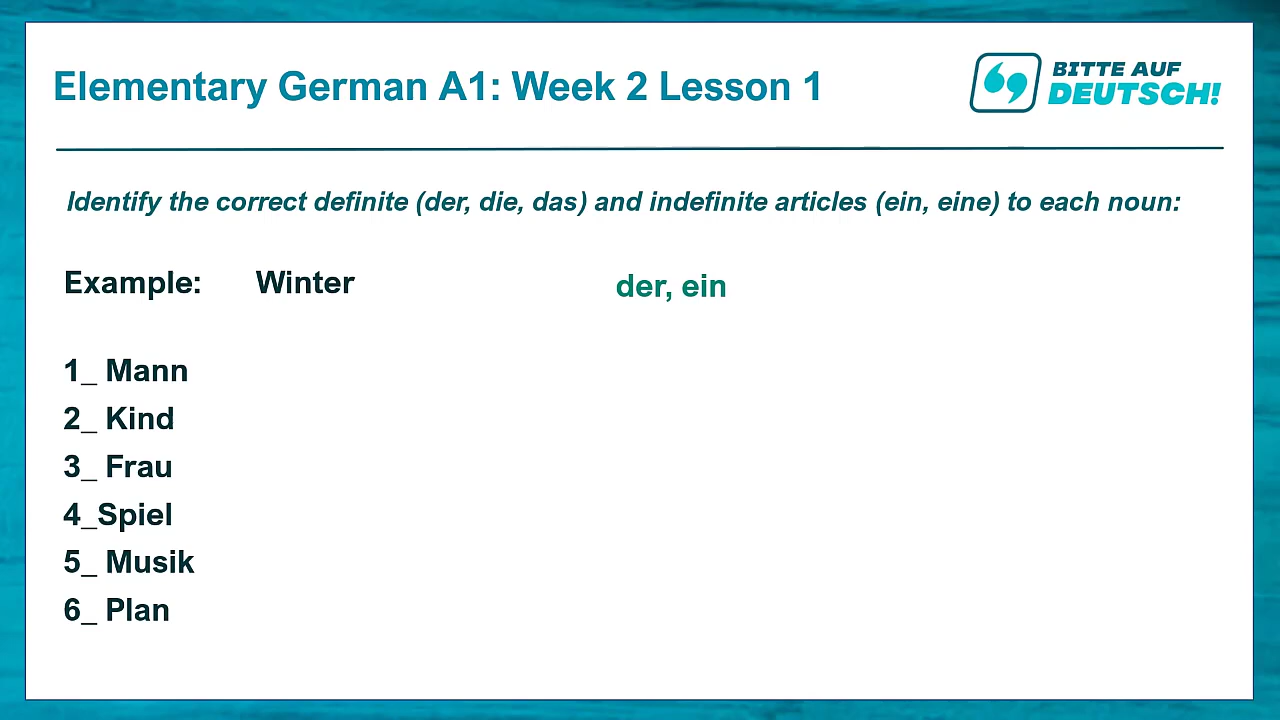 Elementary German A1: Week 2 Lesson 1
BITTE AUF
DEUTSCH!
Identify the correct definite (der, die, das) and indefinite articles (ein, eine) to each noun:
Example: Winter der, ein
1_ Mann
2_ Kind
3_ Frau
4_Spiel
5_ Musik
6_ Plan